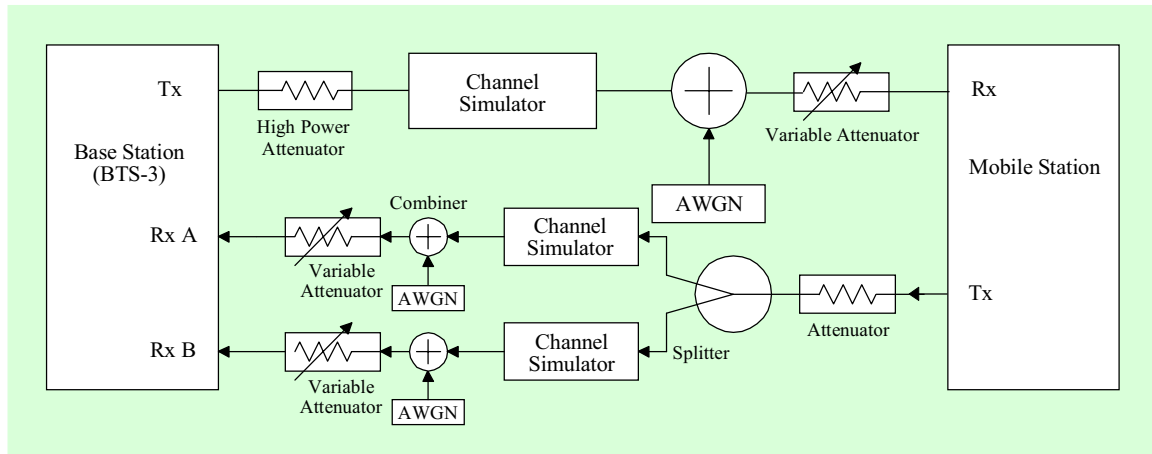 Tx
High Power
Attenuator
Channel
Simulator
AWGN
Variable Attenuator
Rx
Base Station
(BTS-3)
Mobile Station
Rx A
Variable
Attenuator
Combiner
AWGN
Channel
Simulator
Splitter
Attenuator
Tx
Rx B
Variable
Attenuator
AWGN
Channel
Simulator